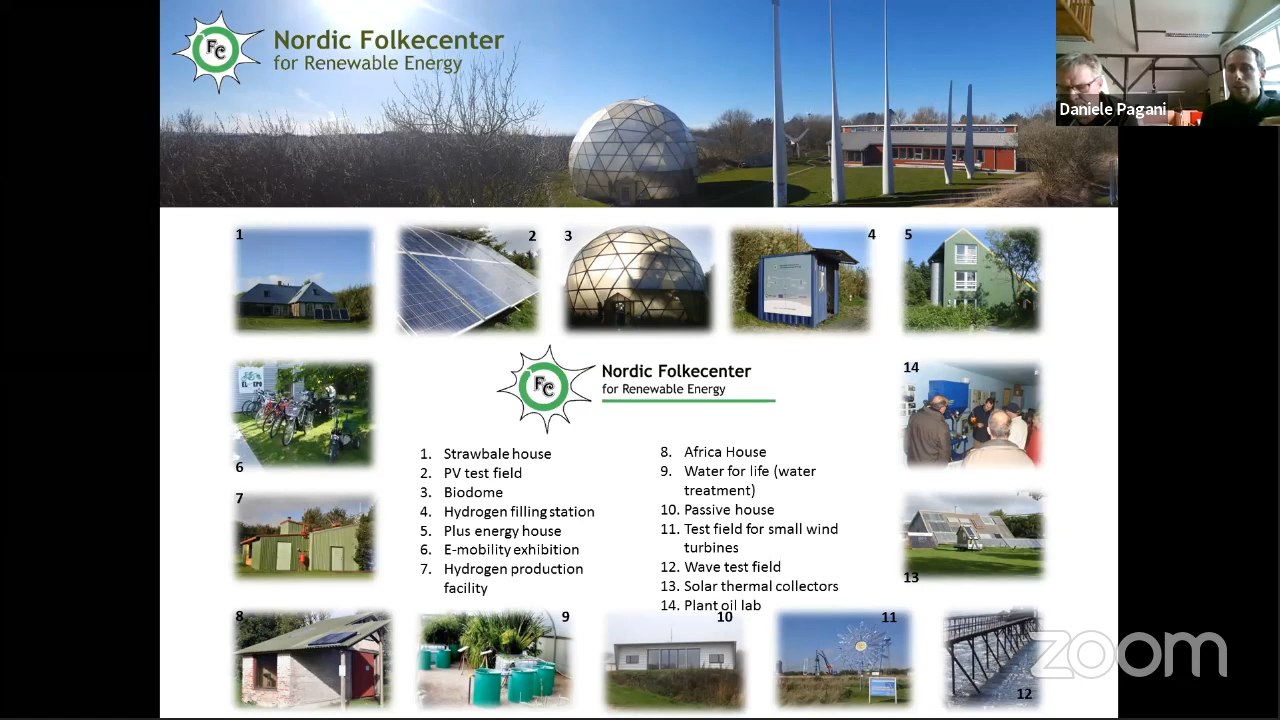 Nordic Folkecenter
for Renewable Energy
FC
Daniele Pagani
1
2
3
4
5
6
14
FC
Nordic Folkecenter
for Renewable Energy
1. Strawbale house
2. PV test field
3. Biodome
4. Hydrogen filling station
5. Plus energy house
6. E-mobility exhibition
7. Hydrogen production
facility
8. Africa House
9. Water for life (water
treatment)
10. Passive house
11. Test field for small wind
turbines
12. Wave test field
13. Solar thermal collectors
14. Plant oil lab
7
13
8
9
10
11
12
zoom